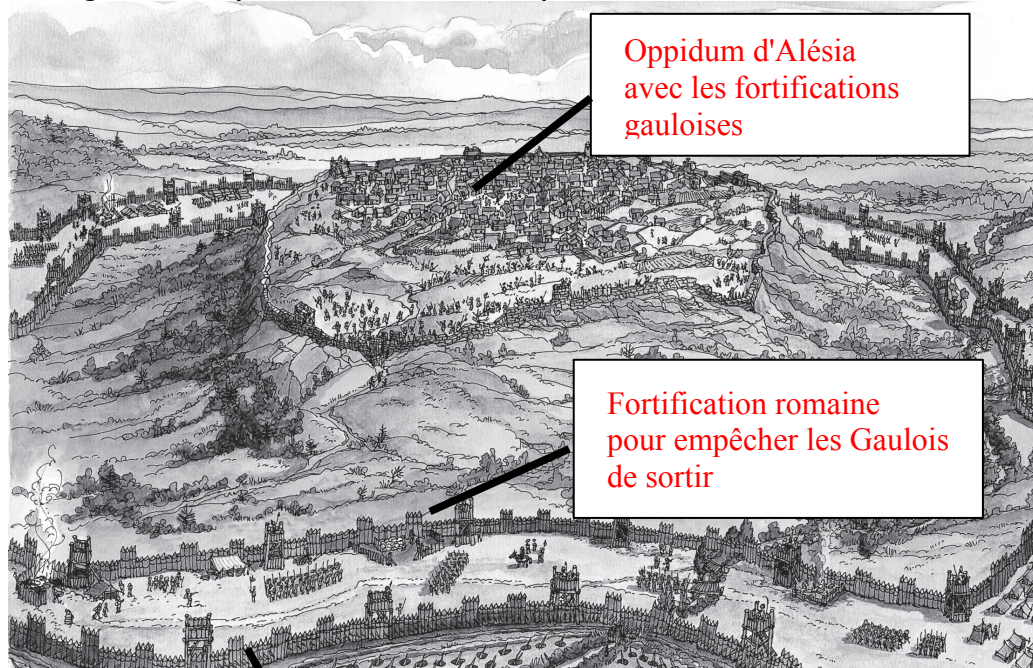 Oppidum d'Alésia
avec les fortifications
gauloises
Fortification romaine
pour empêcher les Gaulois
de sortir